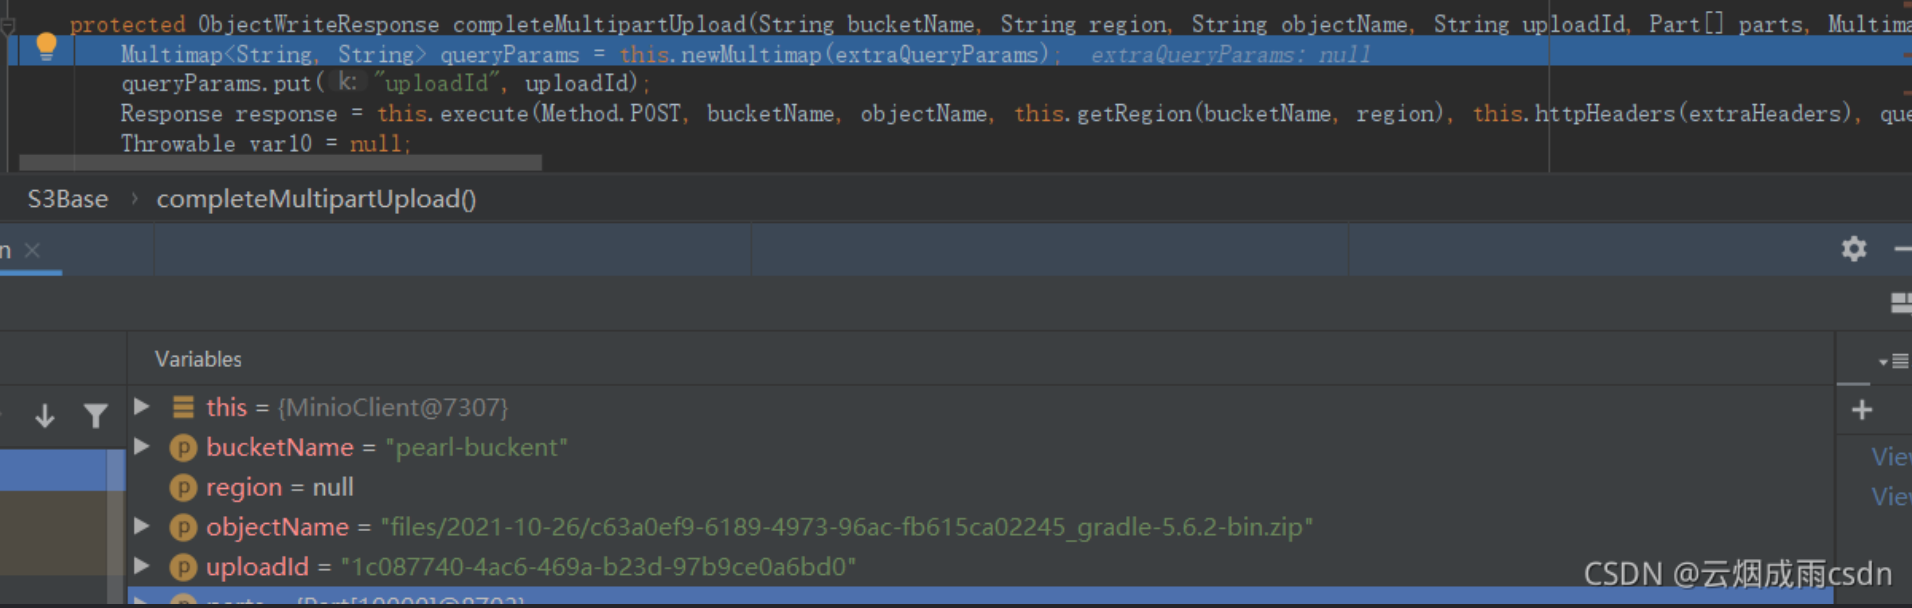 protected ObjectWriteResponse completeMultipartUpload(String bucketName, String region, String objectName, String uploadId, Part[] parts, Multima
Multimap<String, String> queryParams = this.newMultimap(extraQueryParams); extraQueryParams: null
queryParams.put( k: "uploadId", uploadId);
Response response = this.execute(Method.POST, bucketName, objectName, this.getRegion(bucketName, region), this.httpHeaders(extraHeaders), que
Throwable var10 = null;
S3Base › completeMultipartUpload()
n ×
Variables
this = {MinioClient@7307}
p bucketName = "pearl-buckent"
p region = null
p objectName = "files/2021-10-26/c63a0ef9-6189-4973-96ac-fb615ca02245_gradle-5.6.2-bin.zip"
p uploadId = "1c087740-4ac6-469a-b23d-97b9ce0a6bd0"
Vie
Vie
CSDN @云烟成雨csdn